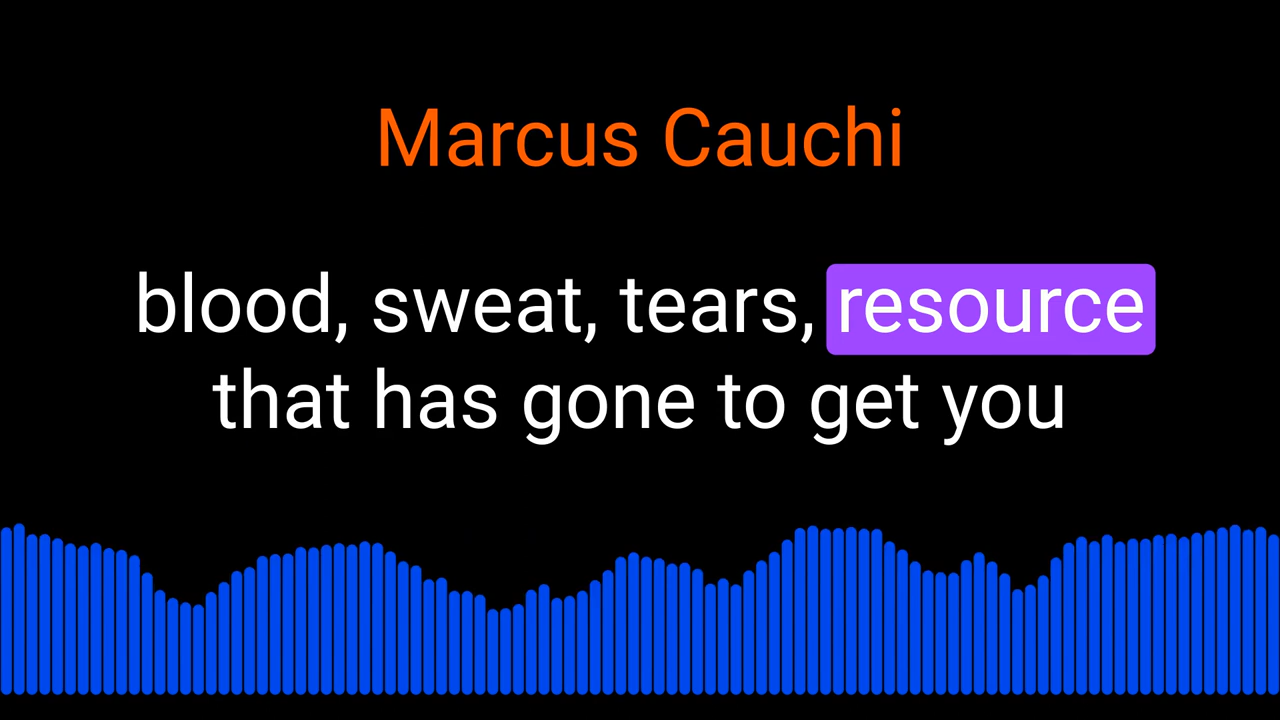 Marcus Cauchi
blood, sweat, tears, resource
that has gone to get you